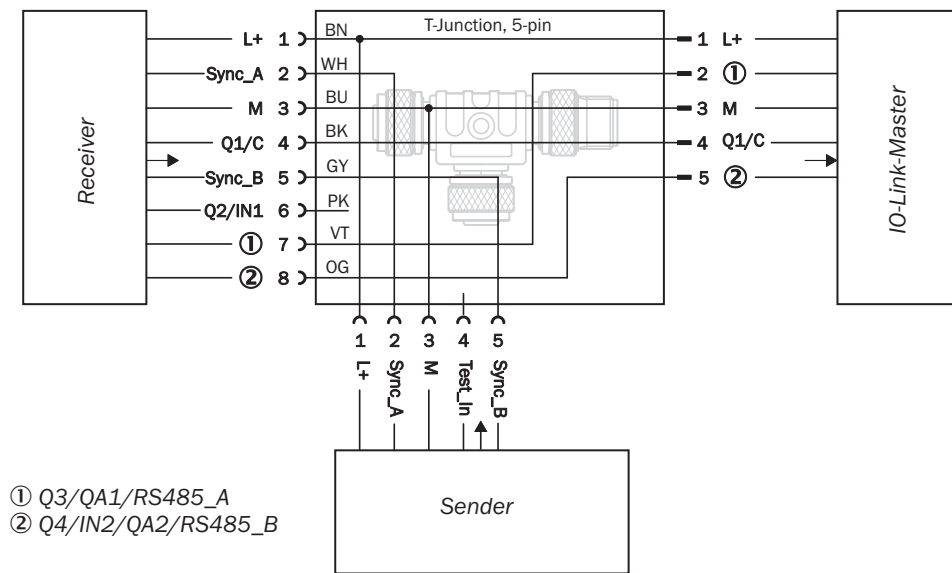 T-Junction, 5-pin
Receiver
L+ 1 BN
Sync_A 2 WH
M 3 BU
Q1/C 4 BK
Sync_B 5 GY
Q2/IN1 6 PK
① 7 VT
② 8 OG
1 L+
2 ①
3 M
4 Q1/C
5 ②
IO-Link-Master
1 2 3 4 5
L+
Sync_A
M
Test_In
Sync_B
Sender
① Q3/QA1/RS485_A
② Q4/IN2/QA2/RS485_B